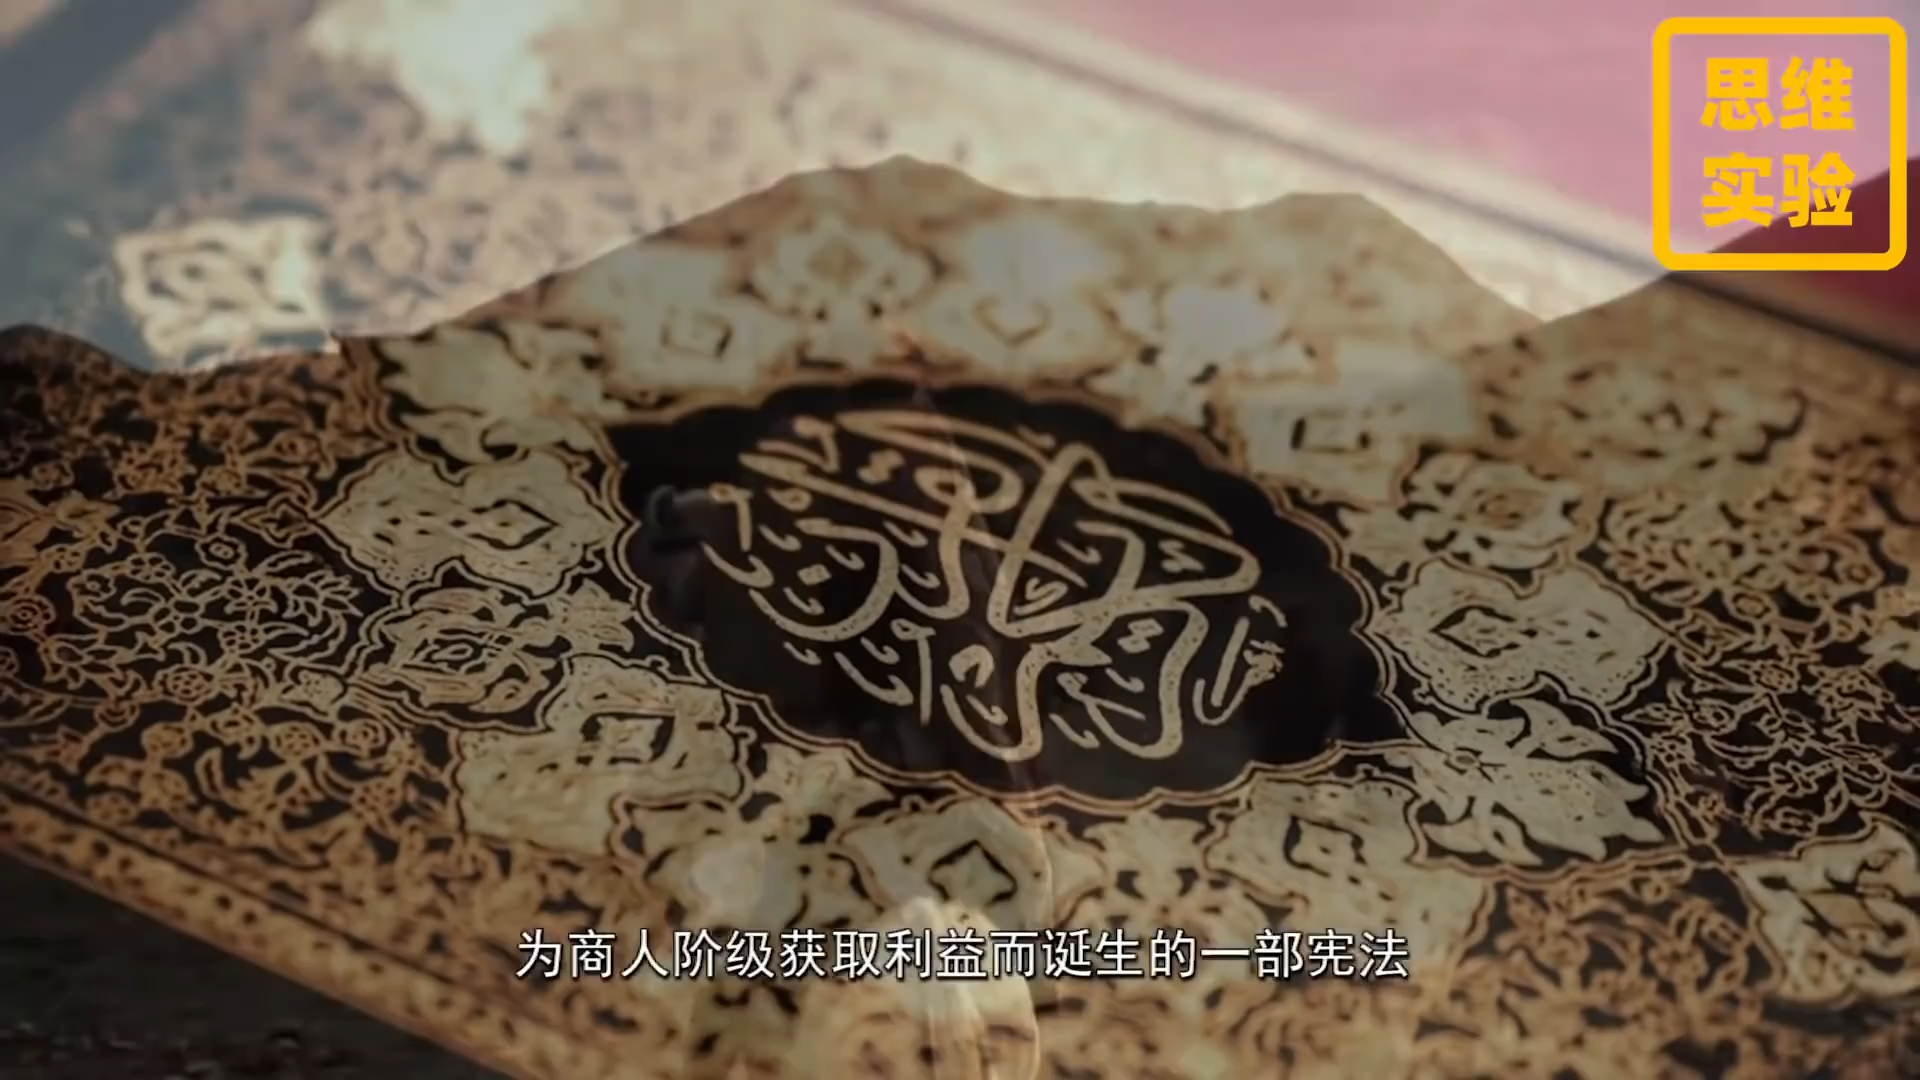 思维
实验
为商人阶级获取利益而诞生的一部宪法